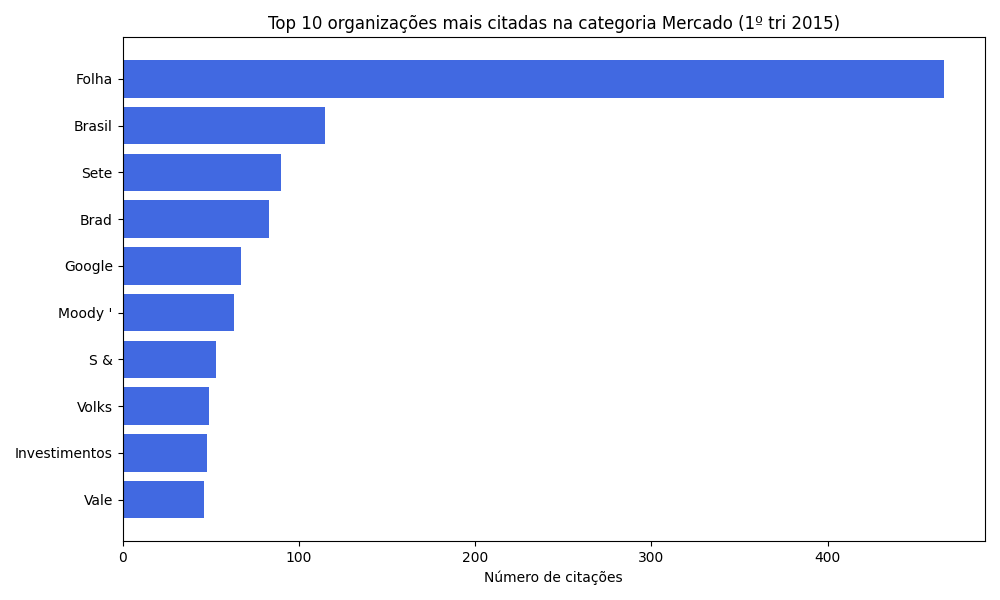 Top 10 organizações mais citadas na categoria Mercado (1º tri 2015)
Folha
Brasil
Sete
Brad
Google
Moody '
S &
Volks
Investimentos
Vale
0 100 200 300 400
Número de citações